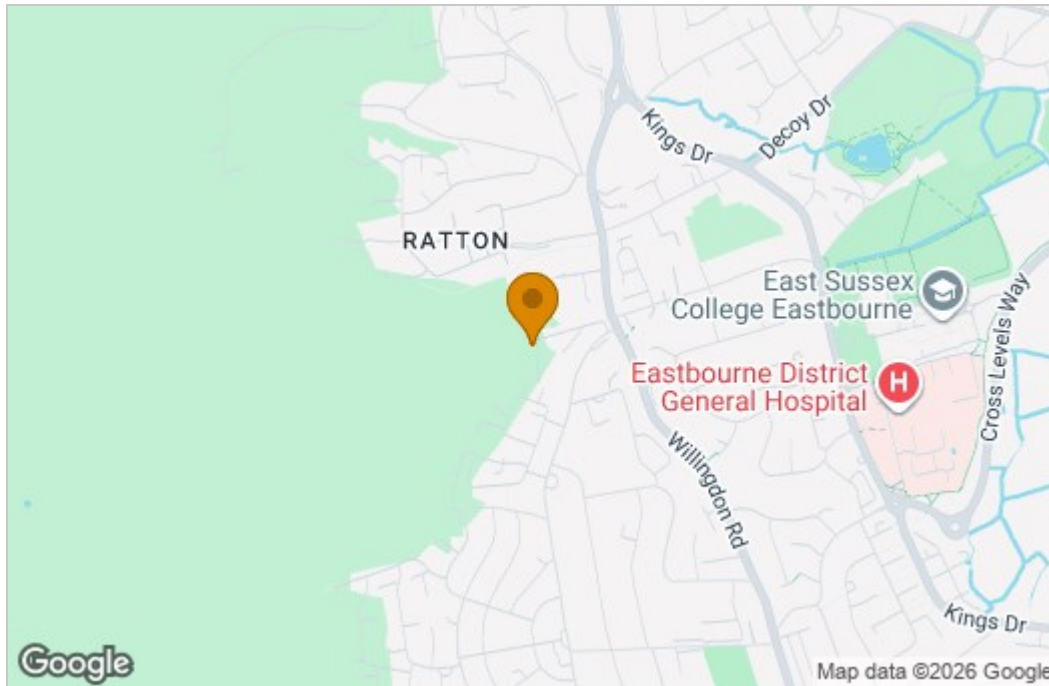 Kings Dr
Decoy Dr
RATTON
East Sussex
College Eastbourne
Cross Levels Way
Eastbourne District
General Hospital
H
Willingdon Rd
Kings Dr
Google
Map data ©2026 Google